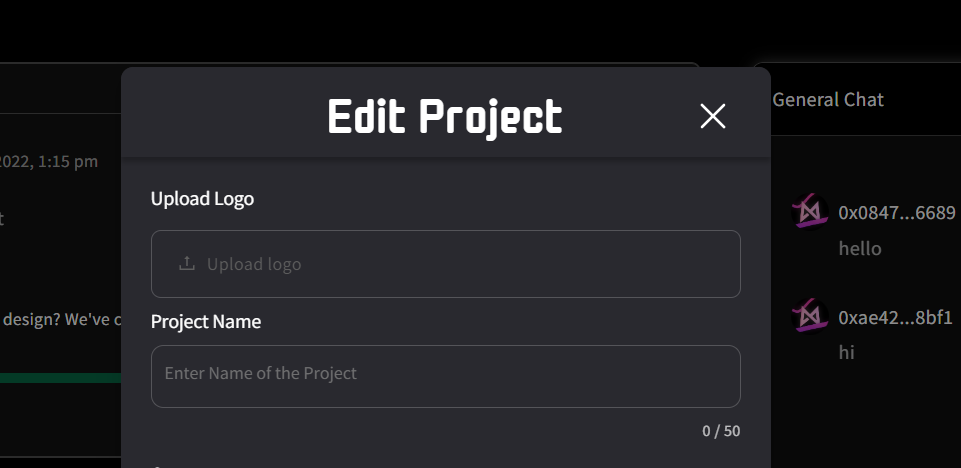 Edit Project
General Chat
2022, 1:15 pm
Upload Logo
t
0x0847...6689
hello
Upload logo
design? We've c
Project Name
0xae42...8bf1
hi
Enter Name of the Project
0 / 50